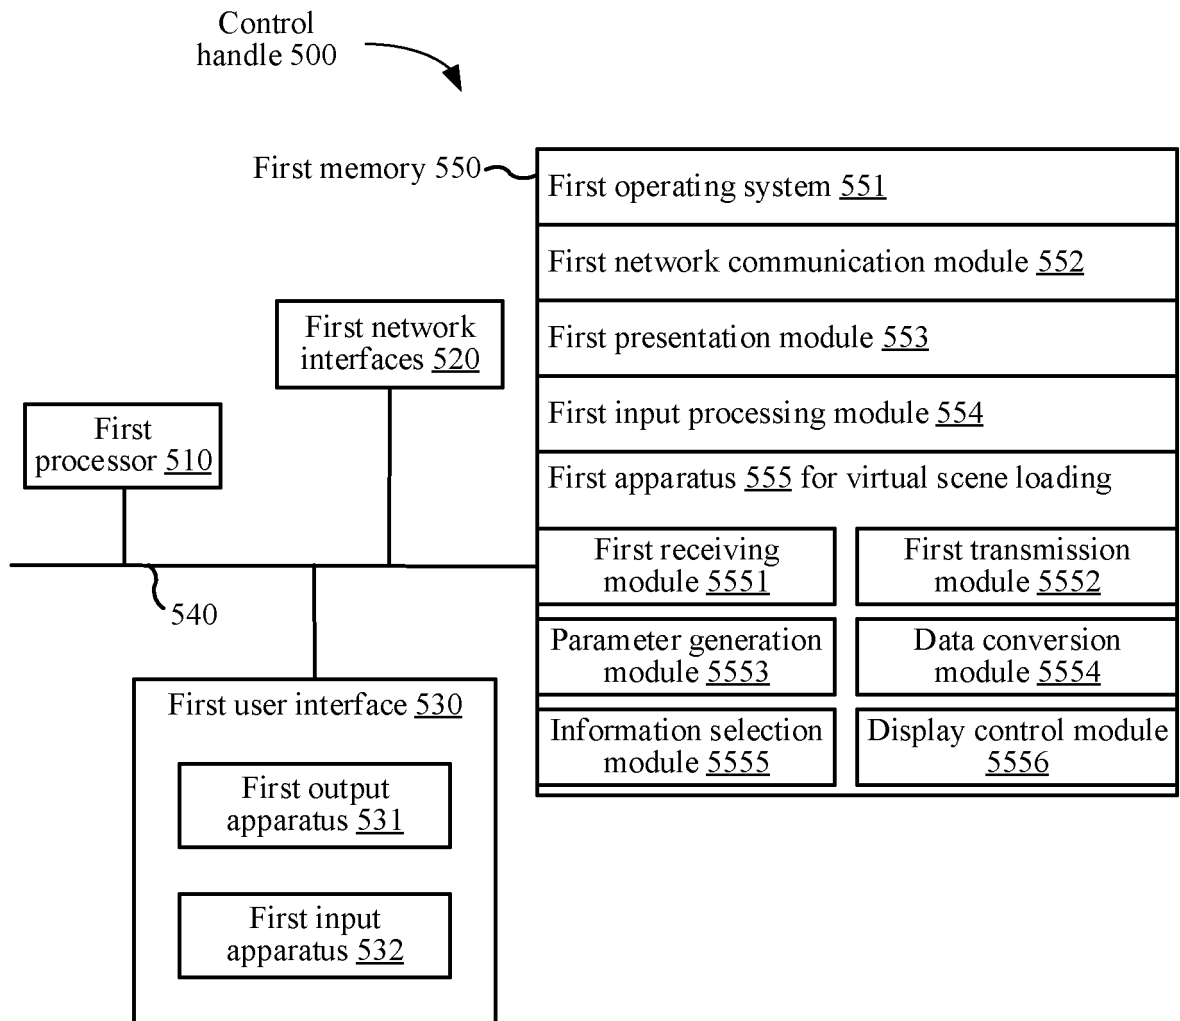 Control
handle 500
First memory 550
First operating system 551
First network communication module 552
First presentation module 553
First input processing module 554
First apparatus 555 for virtual scene loading
First receiving
module 5551
First transmission
module 5552
Parameter generation
module 5553
Data conversion
module 5554
Information selection
module 5555
Display control module
5556
First network
interfaces 520
First
processor 510
540
First user interface 530
First output
apparatus 531
First input
apparatus 532